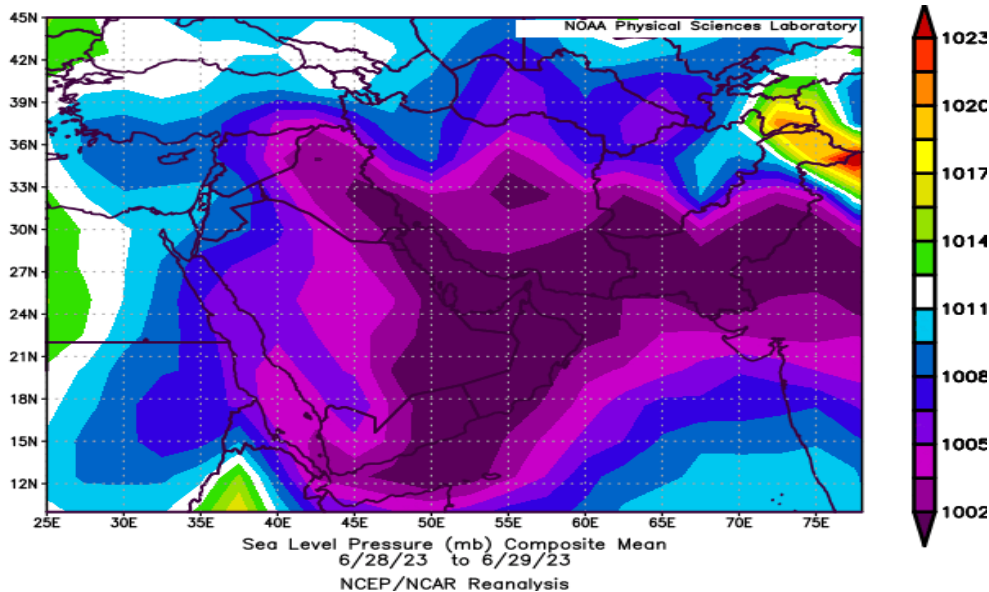 NOAA Physical Sciences Laboratory
45N
42N
39N
36N
33N
30N
27N
24N
21N
18N
15N
12N
25E 30E 35E 40E 45E 50E 55E 60E 65E 70E 75E
1023
1020
1017
1014
1011
1008
1005
1002
Sea Level Pressure (mb) Composite Mean
6/28/23 to 6/29/23
NCEP/NCAR Reanalysis